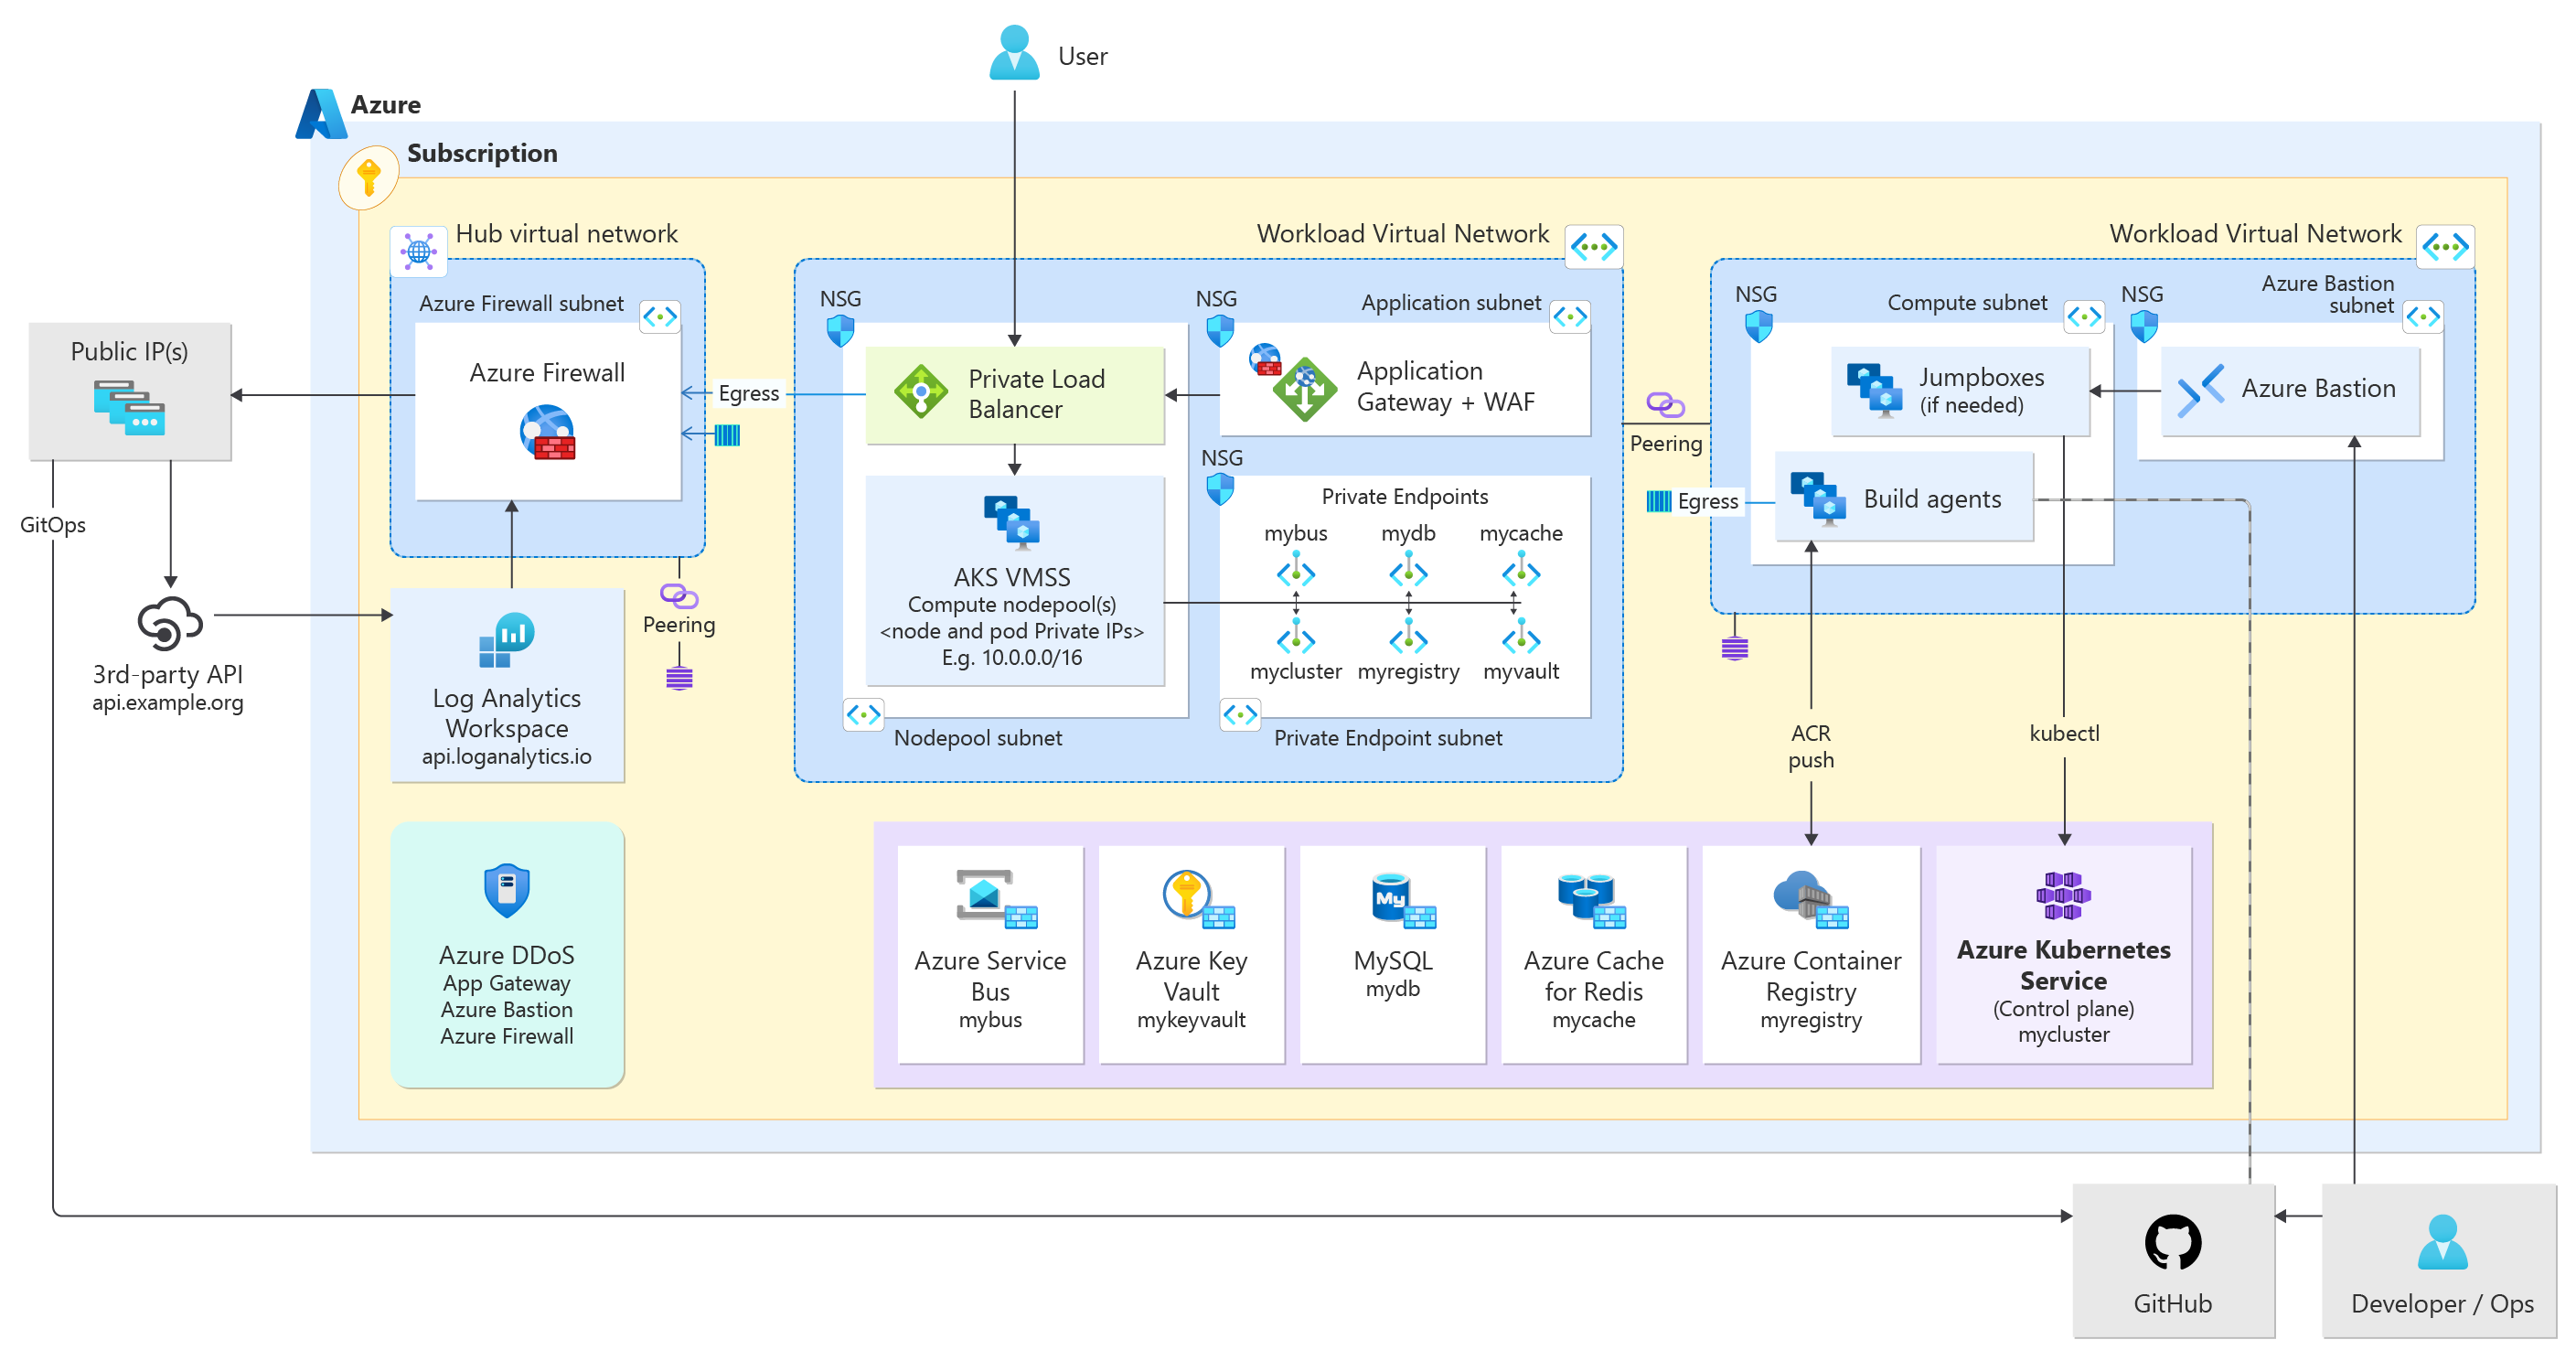 User
Azure
Subscription
Hub virtual network
Azure Firewall subnet
Azure Firewall
Public IP(s)
GitOps
3rd-party API
api.example.org
Log Analytics
Workspace
api.loganalytics.io
Peering
Egress
Workload Virtual Network
NSG
Private Load
Balancer
AKS VMSS
Compute nodepool(s)
<node and pod Private IPs>
E.g. 10.0.0.0/16
Nodepool subnet
NSG
Application subnet
Application
Gateway + WAF
NSG
Private Endpoints
mybus
mydb
mycache
mycluster
myregistry
myvault
Private Endpoint subnet
Peering
Workload Virtual Network
NSG
Compute subnet
Jumpboxes
(if needed)
Build agents
Egress
NSG
Azure Bastion
subnet
Azure Bastion
ACR
push
kubectl
Azure DDoS
App Gateway
Azure Bastion
Azure Firewall
Azure Service
Bus
mybus
Azure Key
Vault
mykeyvault
My
MySQL
mydb
Azure Cache
for Redis
mycache
Azure Container
Registry
myregistry
Azure Kubernetes
Service
(Control plane)
mycluster
GitHub
Developer / Ops